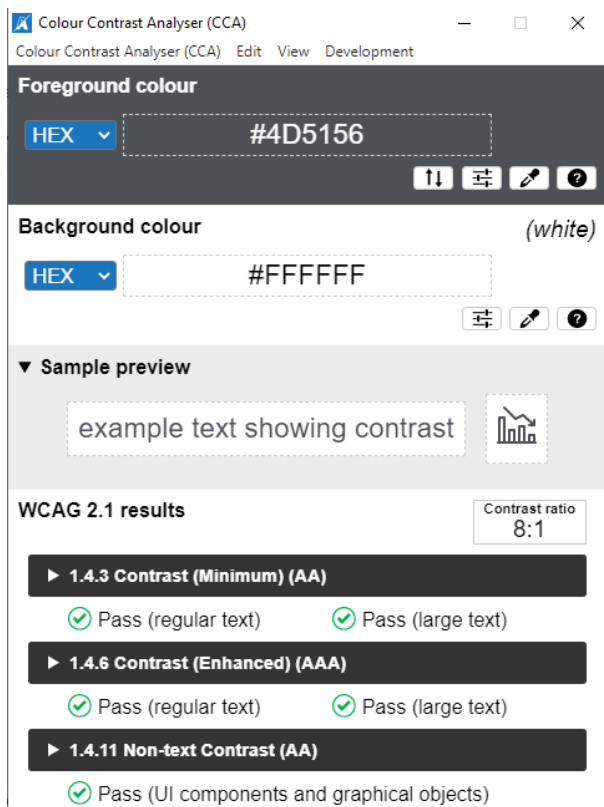 Colour Contrast Analyser (CCA)
Colour Contrast Analyser (CCA) Edit View Development
Foreground colour
HEX #4D5156
Background colour (white)
HEX #FFFFFF
Sample preview
example text showing contrast
WCAG 2.1 results
Contrast ratio
8:1
1.4.3 Contrast (Minimum) (AA)
Pass (regular text) Pass (large text)
1.4.6 Contrast (Enhanced) (AAA)
Pass (regular text) Pass (large text)
1.4.11 Non-text Contrast (AA)
Pass (UI components and graphical objects)